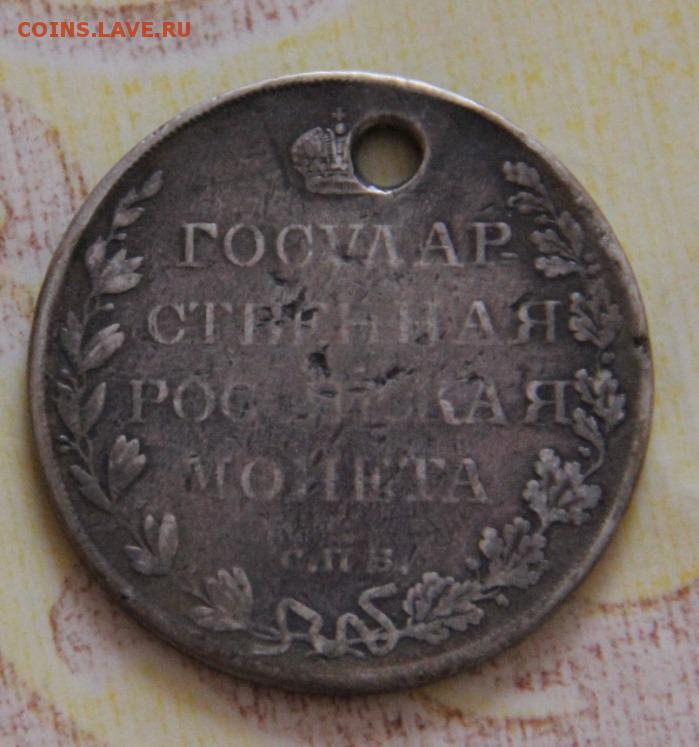 COINS.LAVE.RU
ГОСУДАР-
СТВЕННАЯ
РОССІЙСКАЯ
МОНЕТА
С.П.Б.